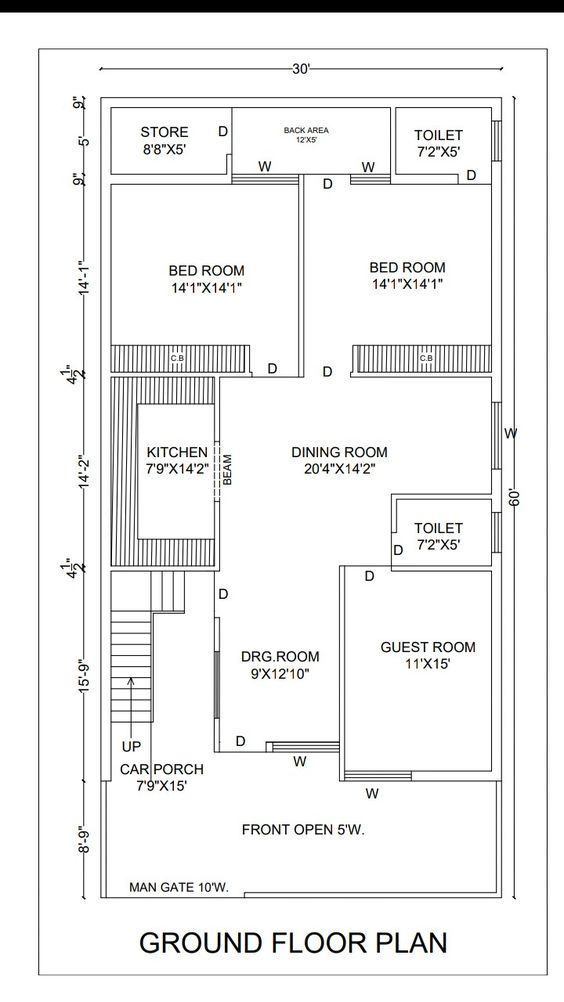 30'
9"
5'
9"
14'-1"
4 1/2"
14'-2"
4 1/2"
15'-9"
8'-9"
60'
STORE
8'8"X5'
D
BACK AREA
12'X5'
TOILET
7'2"X5'
W
W
D
D
BED ROOM
14'1"X14'1"
BED ROOM
14'1"X14'1"
C.B
C.B
D
D
KITCHEN
7'9"X14'2"
BEAM
DINING ROOM
20'4"X14'2"
W
TOILET
7'2"X5'
D
D
D
DRG.ROOM
9'X12'10"
GUEST ROOM
11'X15'
UP
D
W
CAR PORCH
7'9"X15'
W
FRONT OPEN 5'W.
MAN GATE 10'W.
GROUND FLOOR PLAN